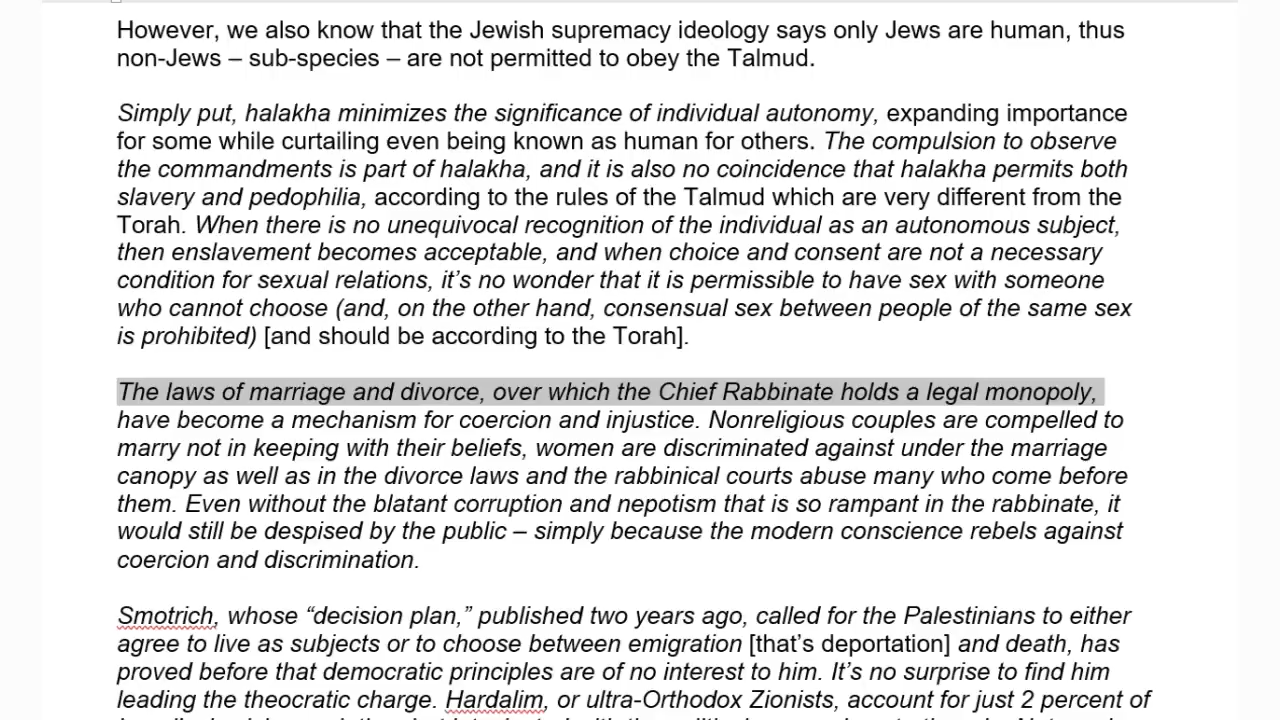 However, we also know that the Jewish supremacy ideology says only Jews are human, thus
non-Jews – sub-species – are not permitted to obey the Talmud.
Simply put, halakha minimizes the significance of individual autonomy, expanding importance
for some while curtailing even being known as human for others. The compulsion to observe
the commandments is part of halakha, and it is also no coincidence that halakha permits both
slavery and pedophilia, according to the rules of the Talmud which are very different from the
Torah. When there is no unequivocal recognition of the individual as an autonomous subject,
then enslavement becomes acceptable, and when choice and consent are not a necessary
condition for sexual relations, it’s no wonder that it is permissible to have sex with someone
who cannot choose (and, on the other hand, consensual sex between people of the same sex
is prohibited) [and should be according to the Torah].
The laws of marriage and divorce, over which the Chief Rabbinate holds a legal monopoly,
have become a mechanism for coercion and injustice. Nonreligious couples are compelled to
marry not in keeping with their beliefs, women are discriminated against under the marriage
canopy as well as in the divorce laws and the rabbinical courts abuse many who come before
them. Even without the blatant corruption and nepotism that is so rampant in the rabbinate, it
would still be despised by the public – simply because the modern conscience rebels against
coercion and discrimination.
Smotrich, whose “decision plan,” published two years ago, called for the Palestinians to either
agree to live as subjects or to choose between emigration [that’s deportation] and death, has
proved before that democratic principles are of no interest to him. It’s no surprise to find him
leading the theocratic charge. Hardalim, or ultra-Orthodox Zionists, account for just 2 percent of